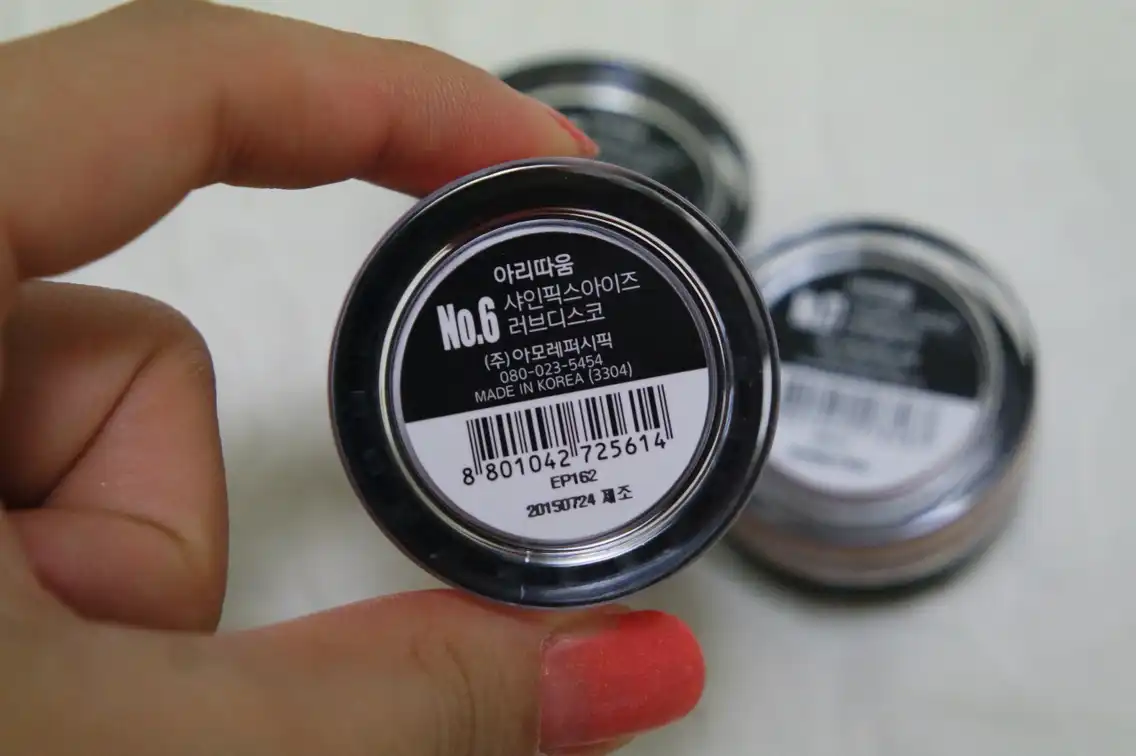 아리따움
No.6 샤인픽스아이즈
러브디스코
(주)아모레퍼시픽
080-023-5454
MADE IN KOREA (3304)
8 801042 725614
EP162
20150724 제조